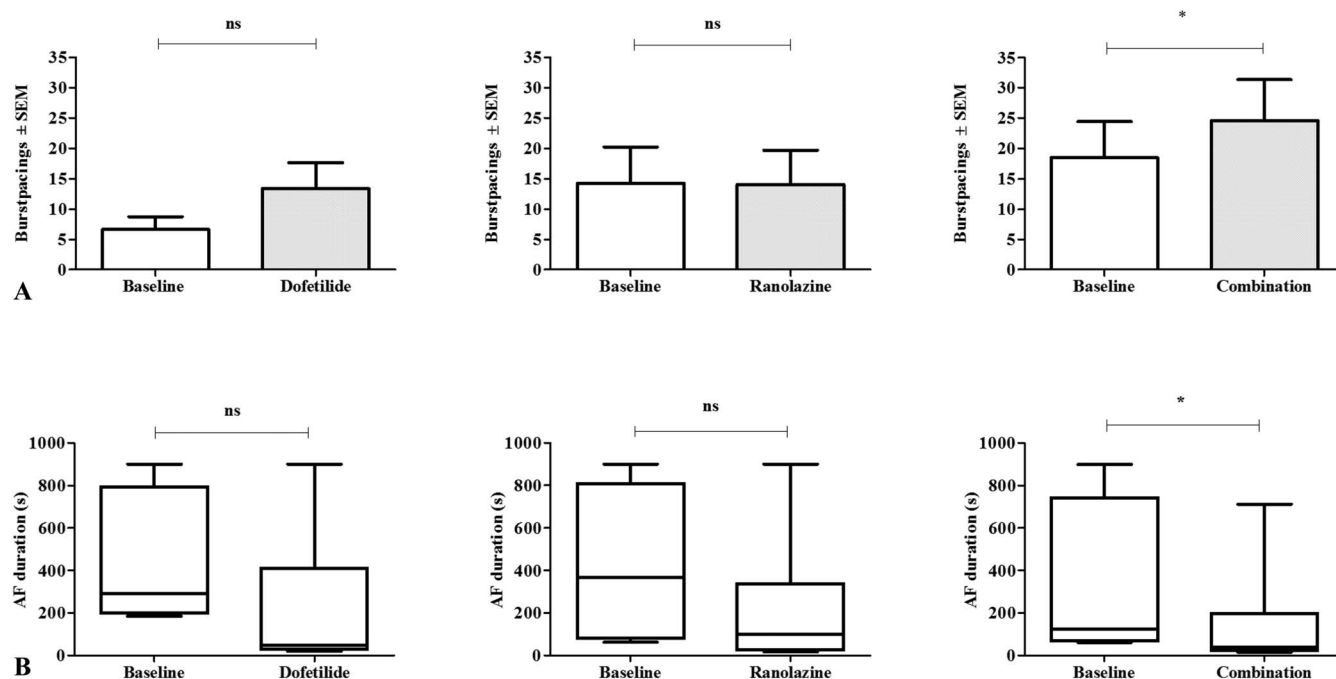 ns
Burstpacings ± SEM
35
30
25
20
15
10
5
0
Baseline
Dofetilide
ns
Burstpacings ± SEM
35
30
25
20
15
10
5
0
Baseline
Ranolazine
*
Burstpacings ± SEM
35
30
25
20
15
10
5
0
Baseline
Combination
A
ns
AF duration (s)
1000
800
600
400
200
0
Baseline
Dofetilide
ns
AF duration (s)
1000
800
600
400
200
0
Baseline
Ranolazine
*
AF duration (s)
1000
800
600
400
200
0
Baseline
Combination
B